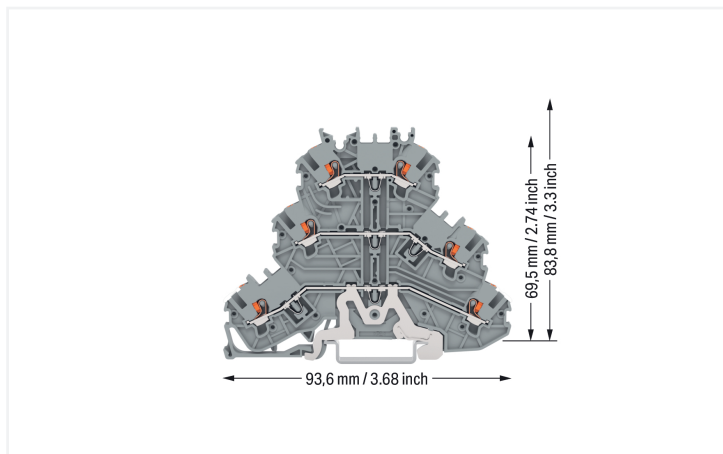 69,5 mm / 2.74 inch
83,8 mm / 3.3 inch
93,6 mm / 3.68 inch